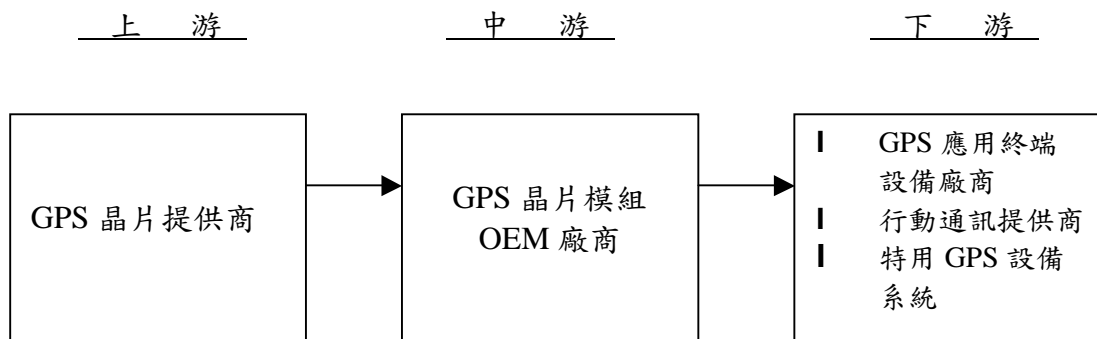 上 游
中 游
下 游
GPS 晶片提供商
GPS 晶片模組
OEM 廠商
l GPS 應用終端
設備廠商
l 行動通訊提供商
l 特用 GPS 設備
系統